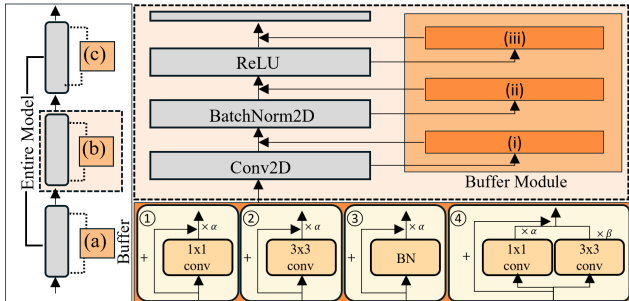 (c)
(b)
(a)
Entire Model
Buffer
(iii)
ReLU
(ii)
BatchNorm2D
(i)
Conv2D
Buffer Module
1
× α
1x1
conv
+
2
× α
3x3
conv
+
3
× α
BN
+
4
× α
× β
1x1
conv
3x3
conv
+